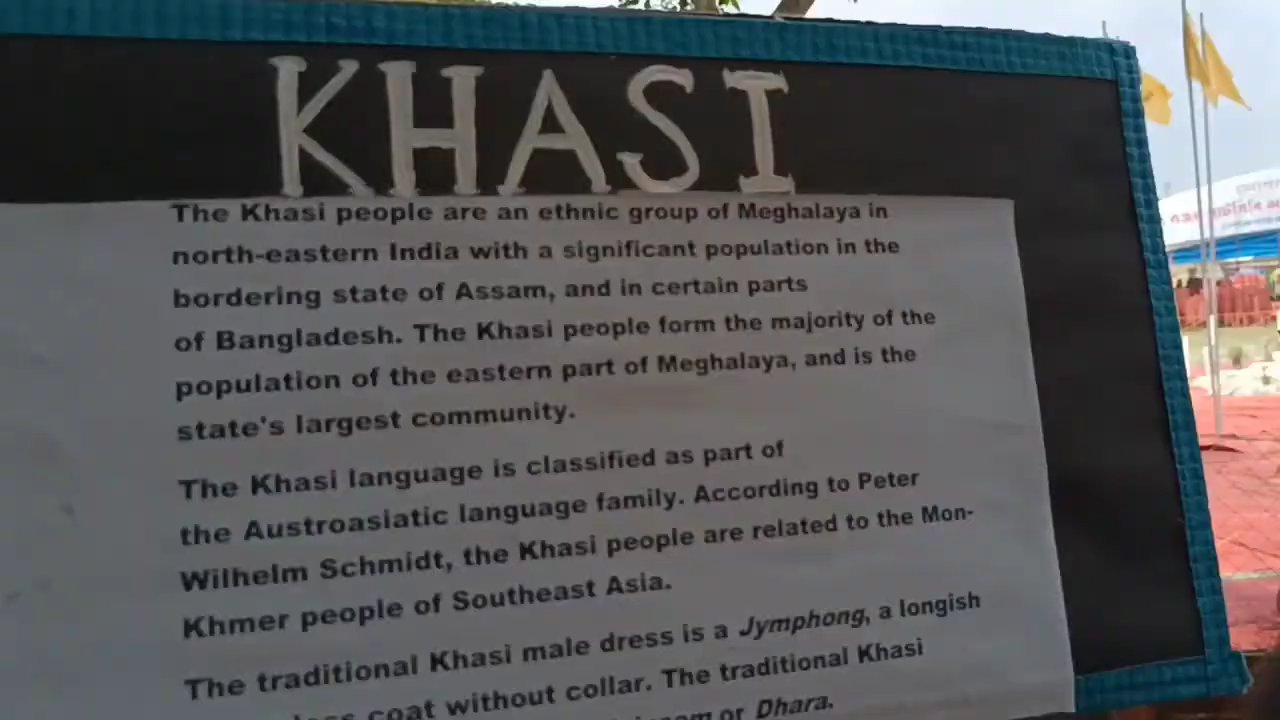 KHASI
The Khasi people are an ethnic group of Meghalaya in
north-eastern India with a significant population in the
bordering state of Assam, and in certain parts
of Bangladesh. The Khasi people form the majority of the
population of the eastern part of Meghalaya, and is the
state's largest community.
The Khasi language is classified as part of
the Austroasiatic language family. According to Peter
Wilhelm Schmidt, the Khasi people are related to the Mon-
Khmer people of Southeast Asia.
The traditional Khasi male dress is a Jymphong, a longish
coat without collar. The traditional Khasi
or Dhara.